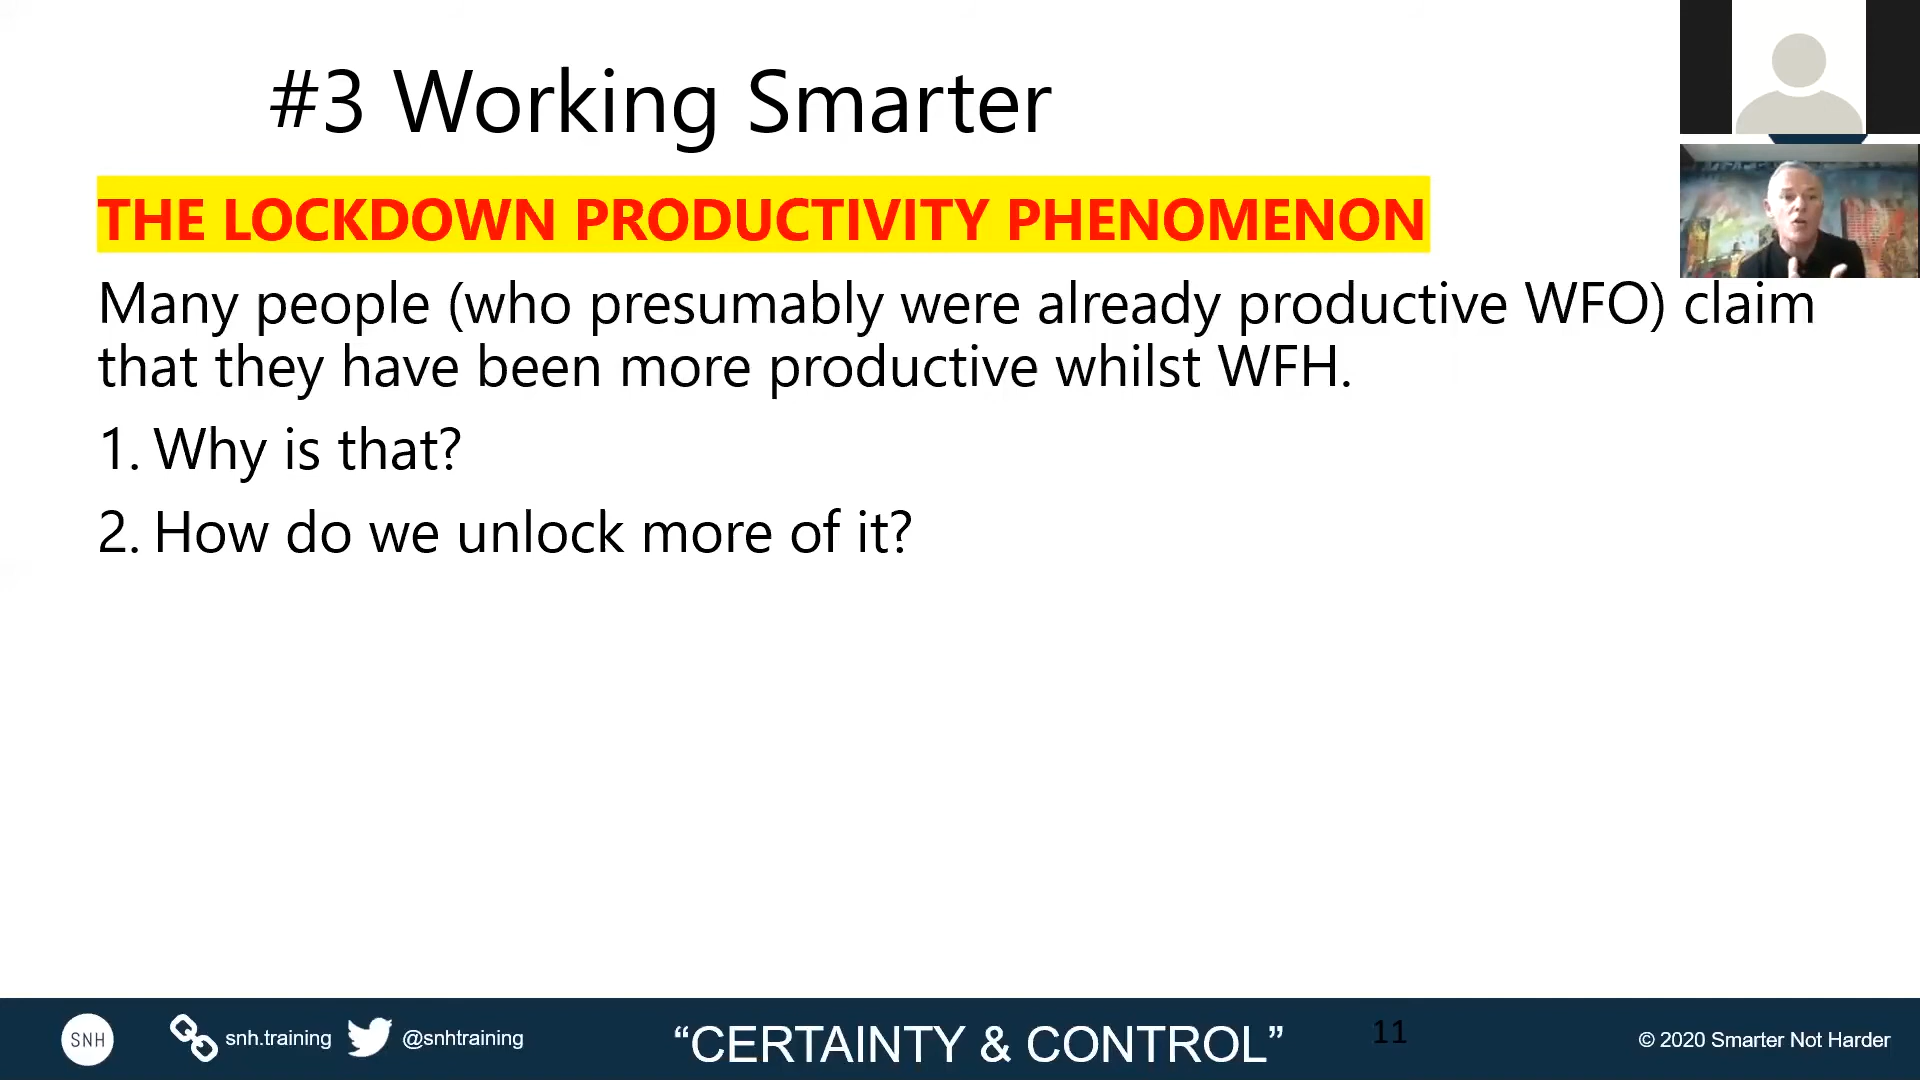 #3 Working Smarter
THE LOCKDOWN PRODUCTIVITY PHENOMENON
Many people (who presumably were already productive WFO) claim
that they have been more productive whilst WFH.
1. Why is that?
2. How do we unlock more of it?
SNH snh.training @snhtraining "CERTAINTY & CONTROL" 11 © 2020 Smarter Not Harder